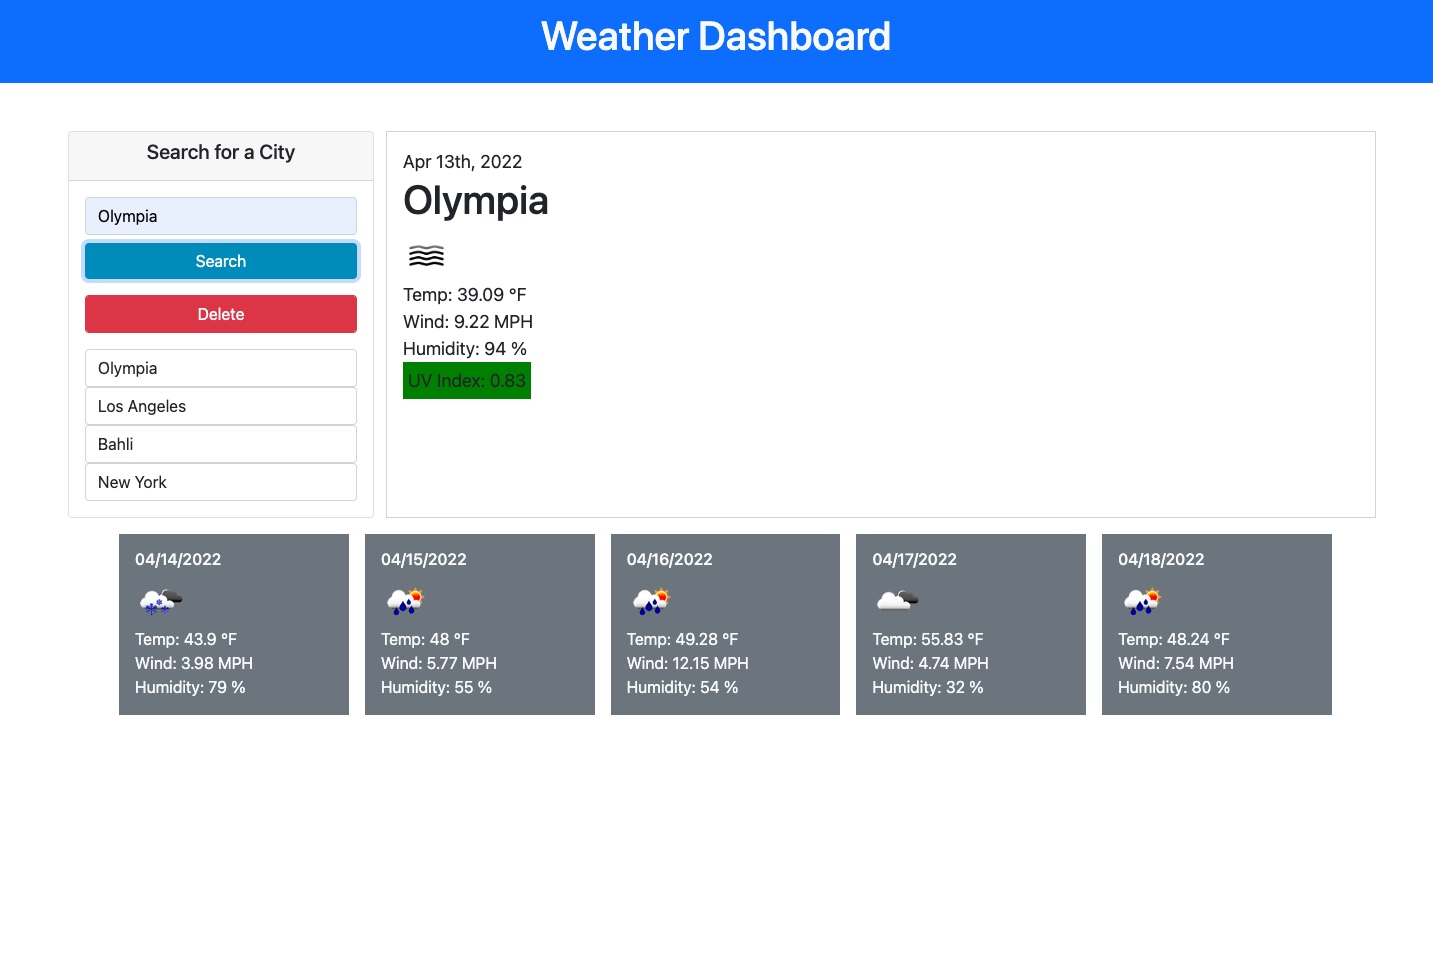 Weather Dashboard
Search for a City
Olympia
Search
Delete
Olympia
Los Angeles
Bahli
New York
Apr 13th, 2022
Olympia
Temp: 39.09 °F
Wind: 9.22 MPH
Humidity: 94 %
UV Index: 0.83
04/14/2022
Temp: 43.9 °F
Wind: 3.98 MPH
Humidity: 79 %
04/15/2022
Temp: 48 °F
Wind: 5.77 MPH
Humidity: 55 %
04/16/2022
Temp: 49.28 °F
Wind: 12.15 MPH
Humidity: 54 %
04/17/2022
Temp: 55.83 °F
Wind: 4.74 MPH
Humidity: 32 %
04/18/2022
Temp: 48.24 °F
Wind: 7.54 MPH
Humidity: 80 %